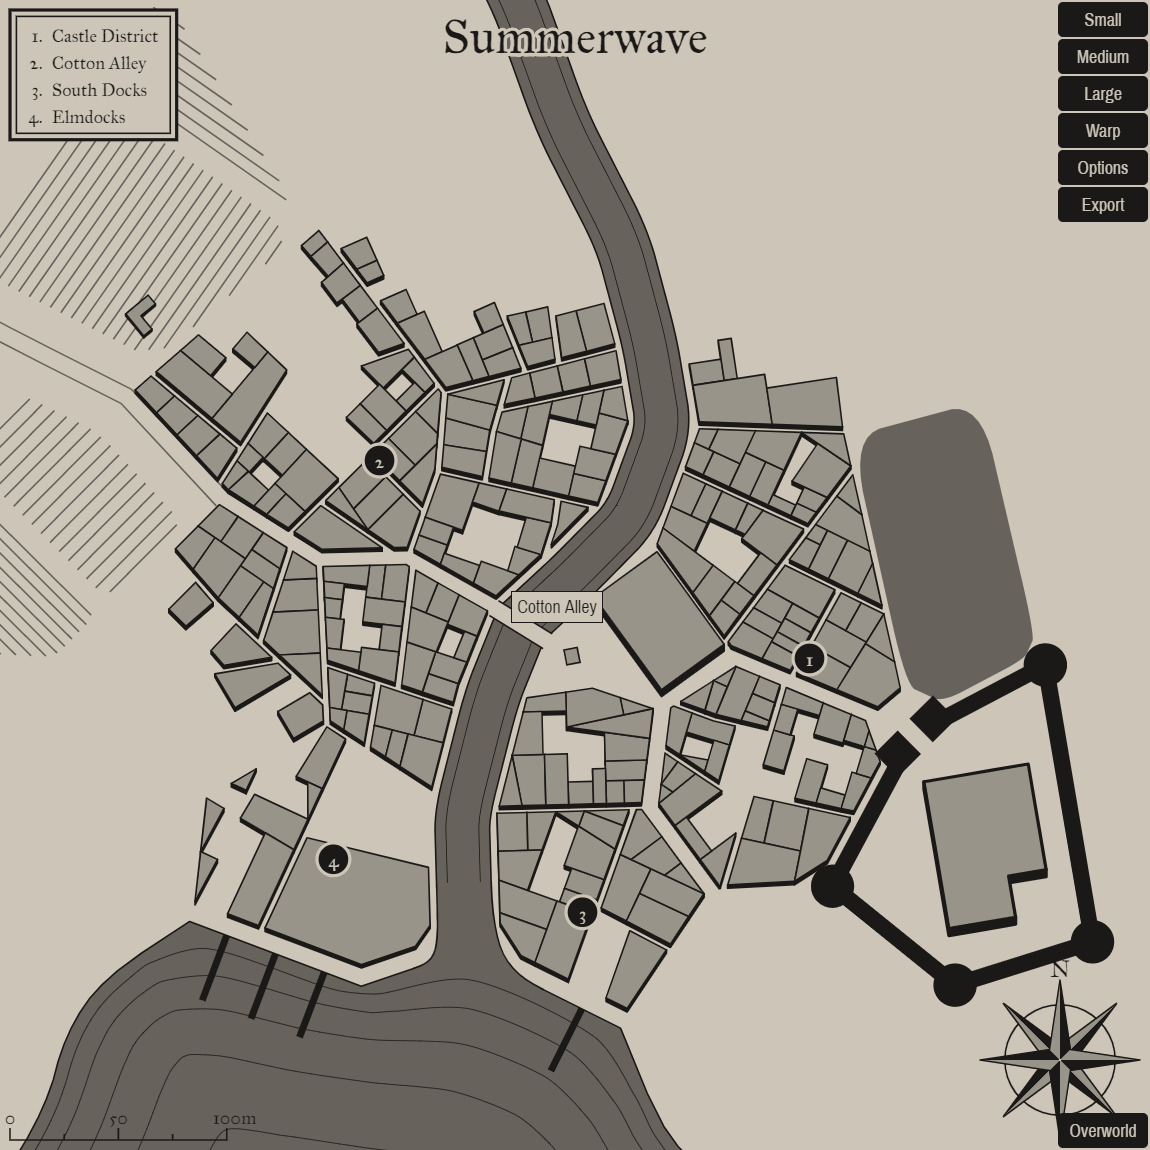 Summerwave
1. Castle District
2. Cotton Alley
3. South Docks
4. Elmdocks
Small
Medium
Large
Warp
Options
Export
2
Cotton Alley
1
4
3
N
0 50 100m
Overworld